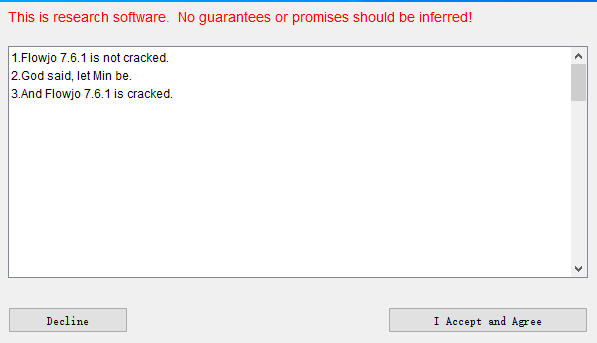 This is research software.  No guarantees or promises should be inferred!
1.Flowjo 7.6.1 is not cracked.
2.God said, let Min be.
3.And Flowjo 7.6.1 is cracked.
Decline
I Accept and Agree